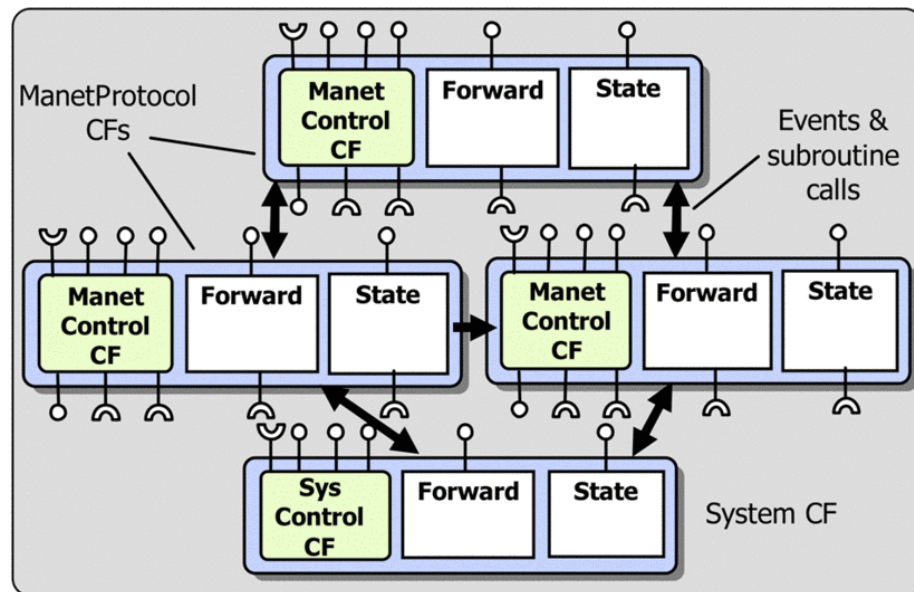 Manet
Control
CF
Forward
State
ManetProtocol
CFs
Events &
subroutine
calls
Manet
Control
CF
Forward
State
Manet
Control
CF
Forward
State
Sys
Control
CF
Forward
State
System CF